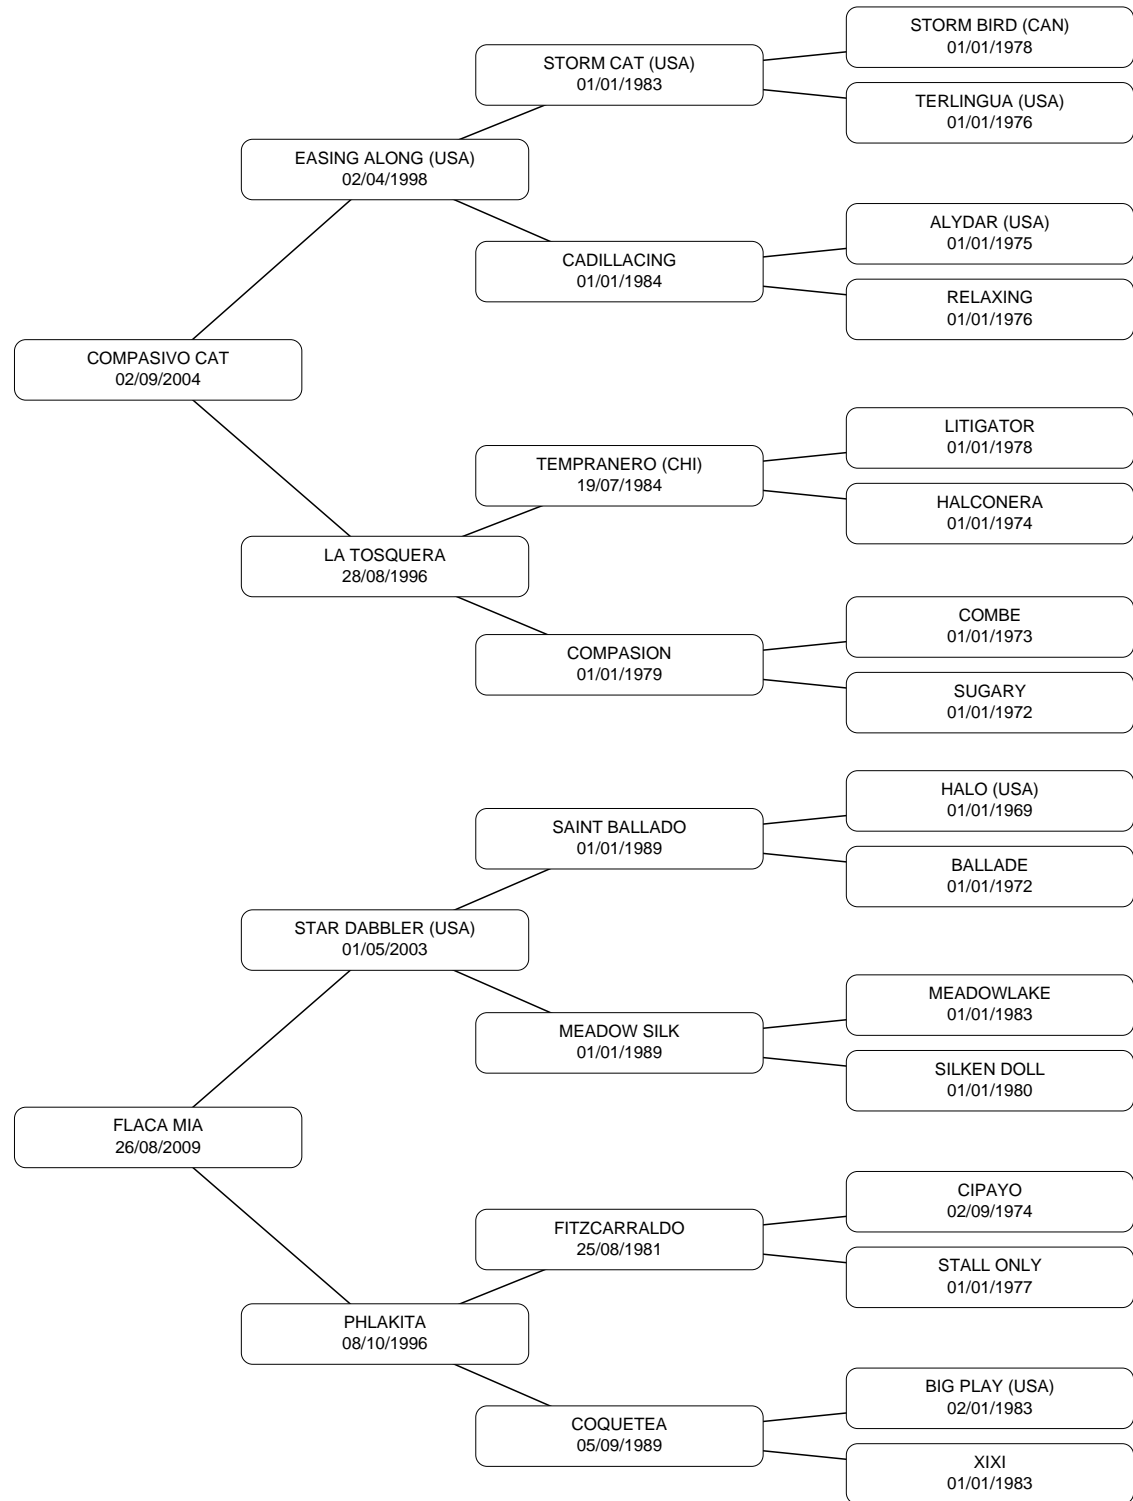 STORM BIRD (CAN)
01/01/1978
STORM CAT (USA)
01/01/1983
TERLINGUA (USA)
01/01/1976
EASING ALONG (USA)
02/04/1998
ALYDAR (USA)
01/01/1975
CADILLACING
01/01/1984
RELAXING
01/01/1976
COMPASIVO CAT
02/09/2004
LITIGATOR
01/01/1978
TEMPRANERO (CHI)
19/07/1984
HALCONERA
01/01/1974
LA TOSQUERA
28/08/1996
COMBE
01/01/1973
COMPASION
01/01/1979
SUGARY
01/01/1972
HALO (USA)
01/01/1969
SAINT BALLADO
01/01/1989
BALLADE
01/01/1972
STAR DABBLER (USA)
01/05/2003
MEADOWLAKE
01/01/1983
MEADOW SILK
01/01/1989
SILKEN DOLL
01/01/1980
FLACA MIA
26/08/2009
CIPAYO
02/09/1974
FITZCARRALDO
25/08/1981
STALL ONLY
01/01/1977
PHLAKITA
08/10/1996
BIG PLAY (USA)
02/01/1983
COQUETEA
05/09/1989
XIXI
01/01/1983